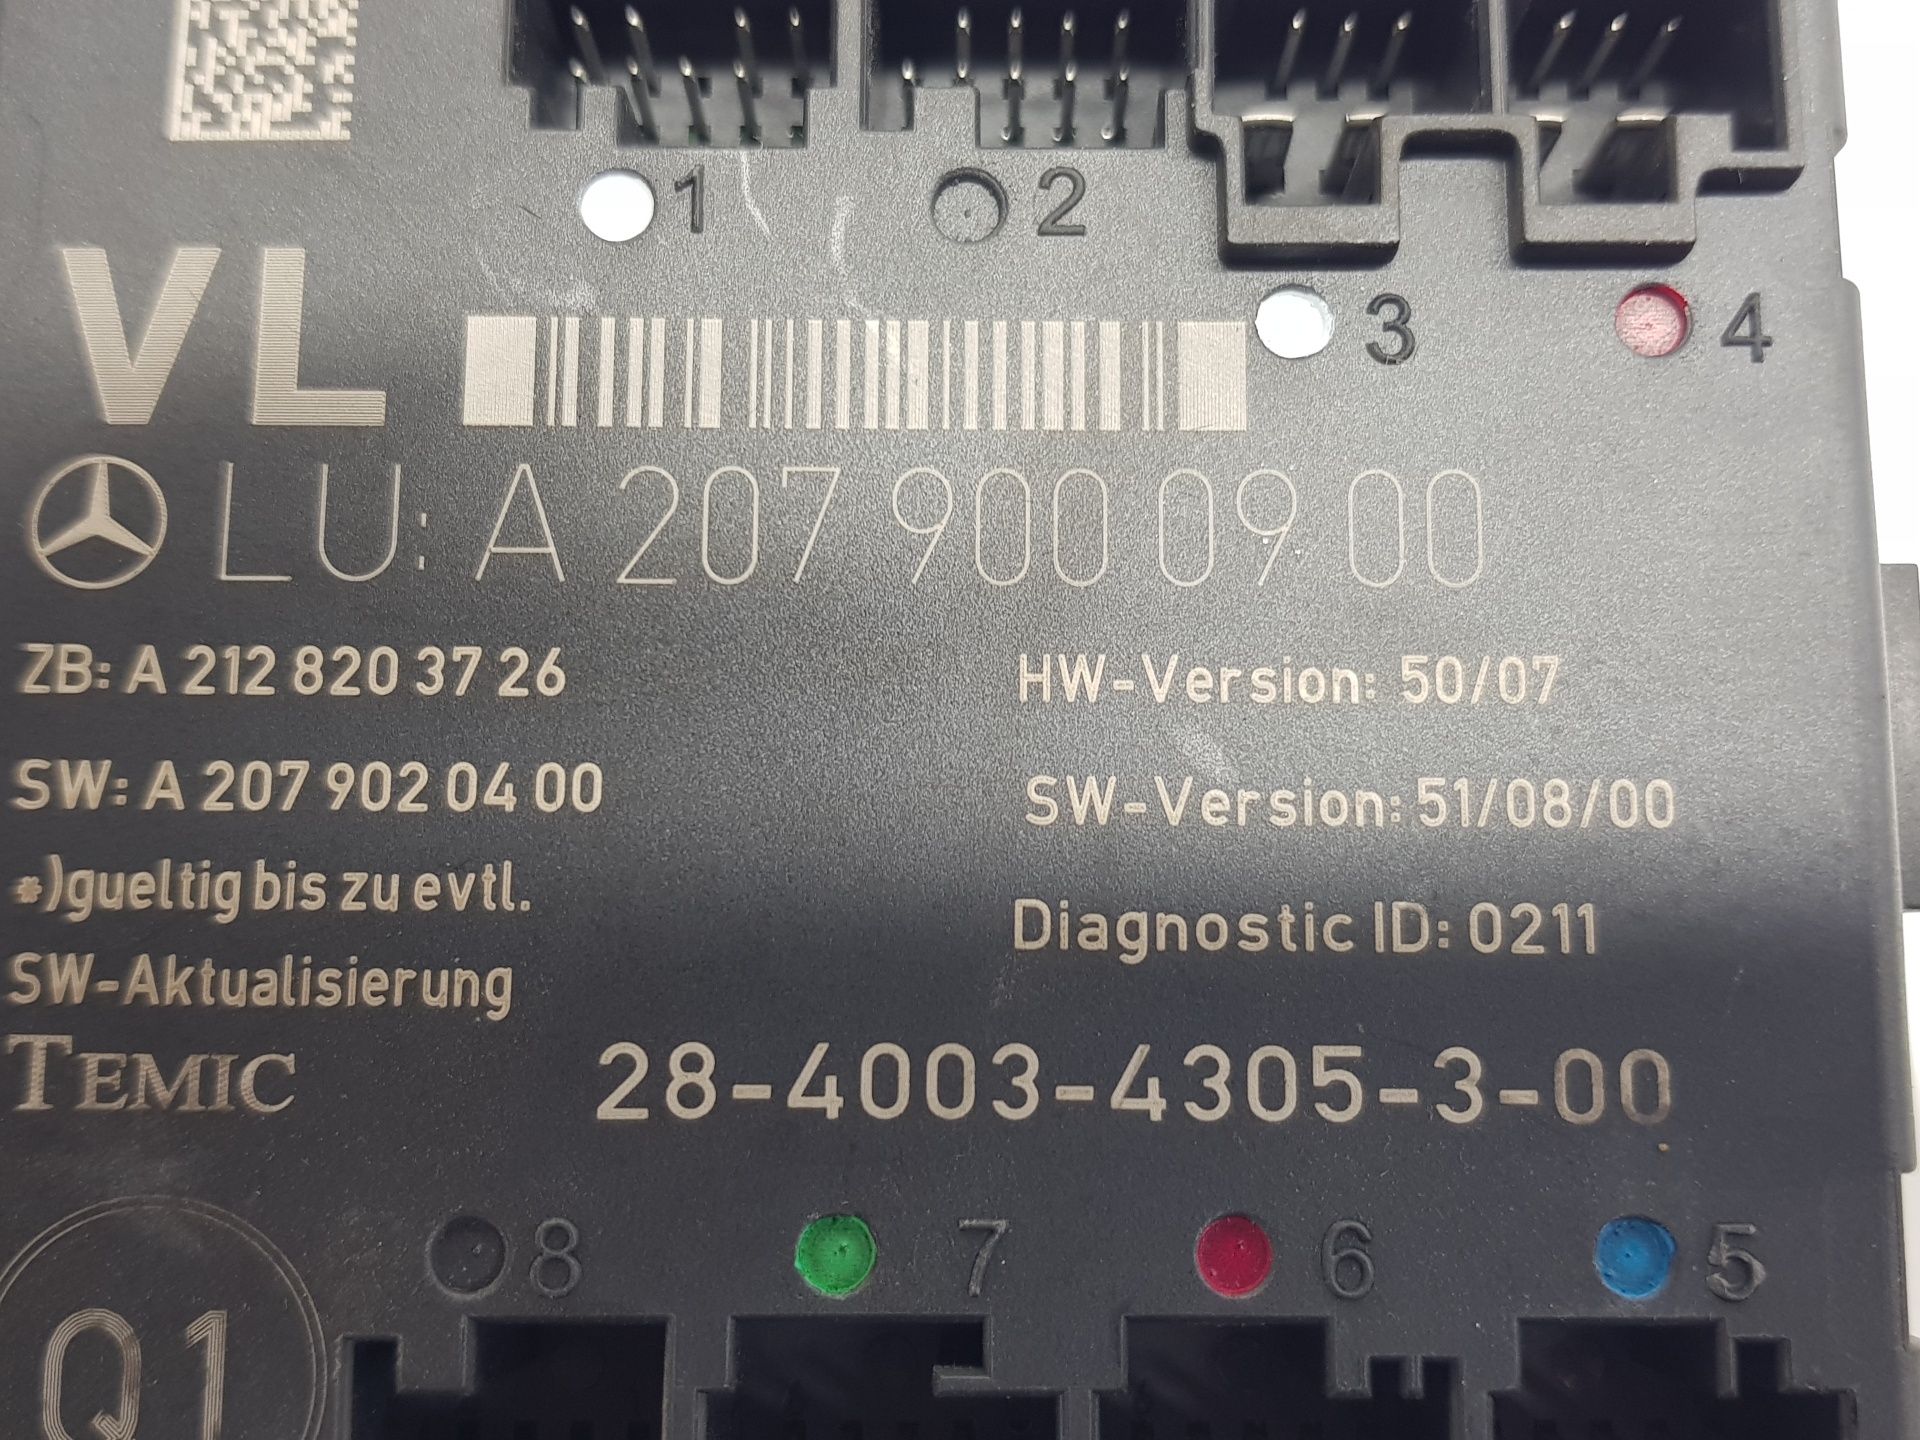 1
2
3
4
VL
LU: A 207 900 09 00
ZB: A 212 820 37 26
HW-Version: 50/07
SW: A 207 902 04 00
SW-Version: 51/08/00
*)gueltig bis zu evtl.
SW-Aktualisierung
Diagnostic ID: 0211
TEMIC
28-4003-4305-3-00
8
7
6
5
Q1